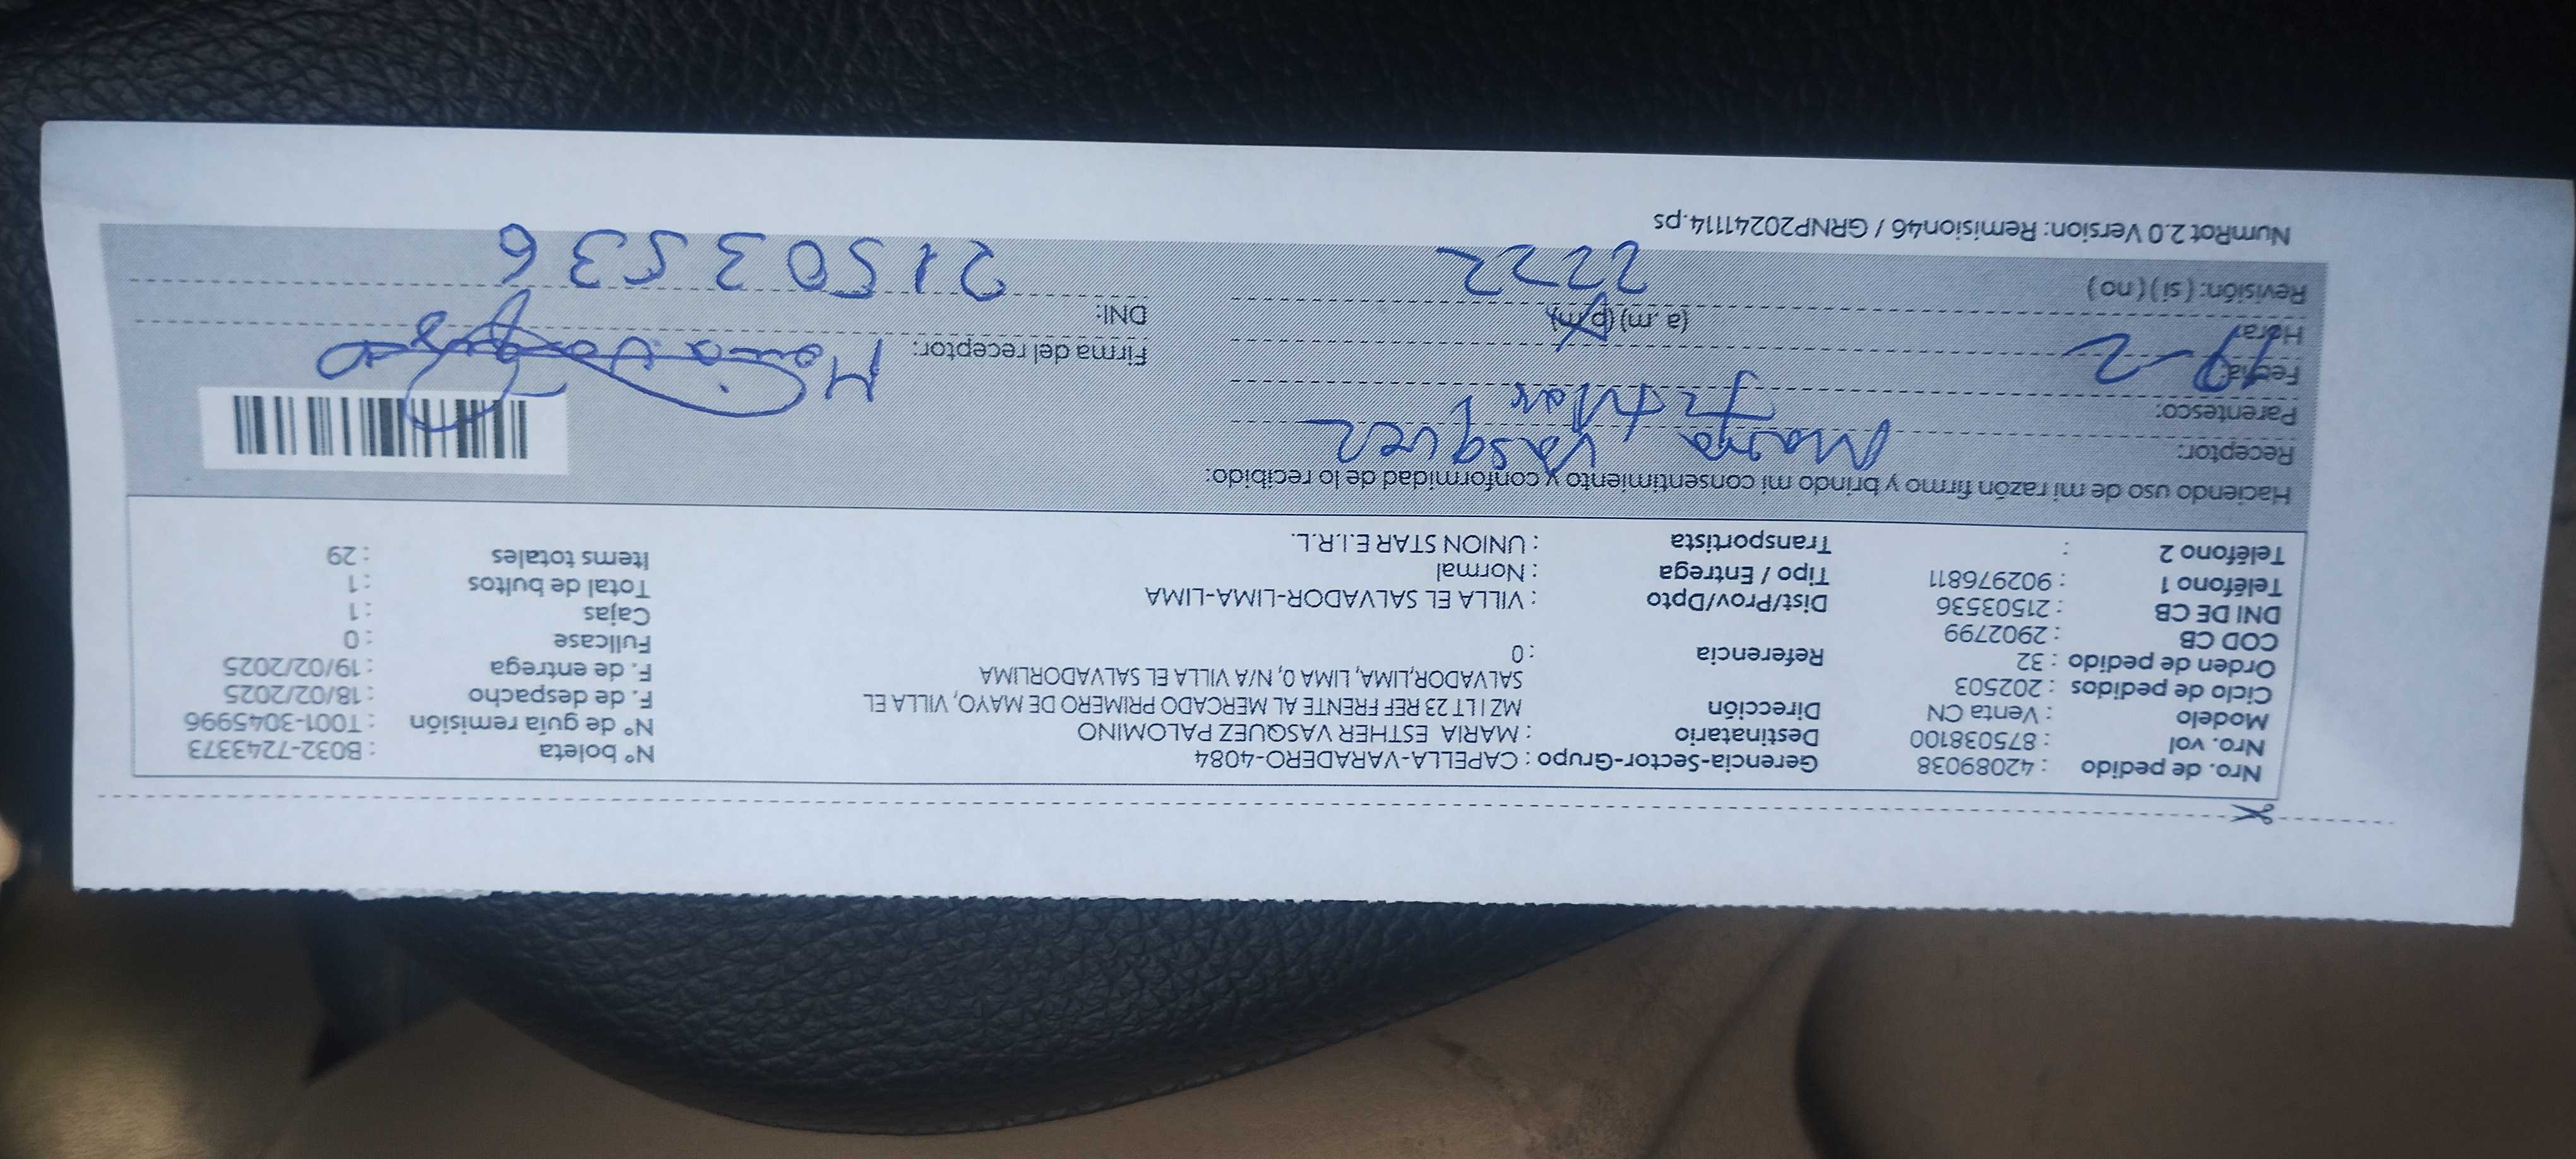 Nro. de pedido : 42089038
Nro. vol : 875038100
Modelo : Venta CN
Ciclo de pedidos : 202503
Orden de pedido : 32
COD CB : 2902799
DNI DE CB : 21503536
Teléfono 1 : 902976811
Teléfono 2 :
Gerencia-Sector-Grupo : CAPELLA-VARADERO-4084
Destinatario : MARIA ESTHER VASQUEZ PALOMINO
Dirección MZ I LT 23 REF FRENTE AL MERCADO PRIMERO DE MAYO, VILLA EL
SALVADOR,LIMA, LIMA 0, N/A VILLA EL SALVADORLIMA
Referencia : 0
Dist/Prov/Dpto : VILLA EL SALVADOR-LIMA-LIMA
Tipo / Entrega : Normal
Transportista : UNION STAR E.I.R.L.
N° boleta : B032-7243373
N° de guía remisión : T001-3045996
F. de despacho : 18/02/2025
F. de entrega : 19/02/2025
Fullcase : 0
Cajas : 1
Total de bultos : 1
Items totales : 29
Haciendo uso de mi razón firmo y brindo mi consentimiento y conformidad de lo recibido:
Receptor: Maria Vasquez
Parentesco: Titular
Fecha: 19-2
Hora: (a .m) (p.m)
Revisión: ( si ) ( no ) 2222
Firma del receptor: Maria
DNI: 21503536
NumRot 2.0 Version: Remision46 / GRNP20241114.ps